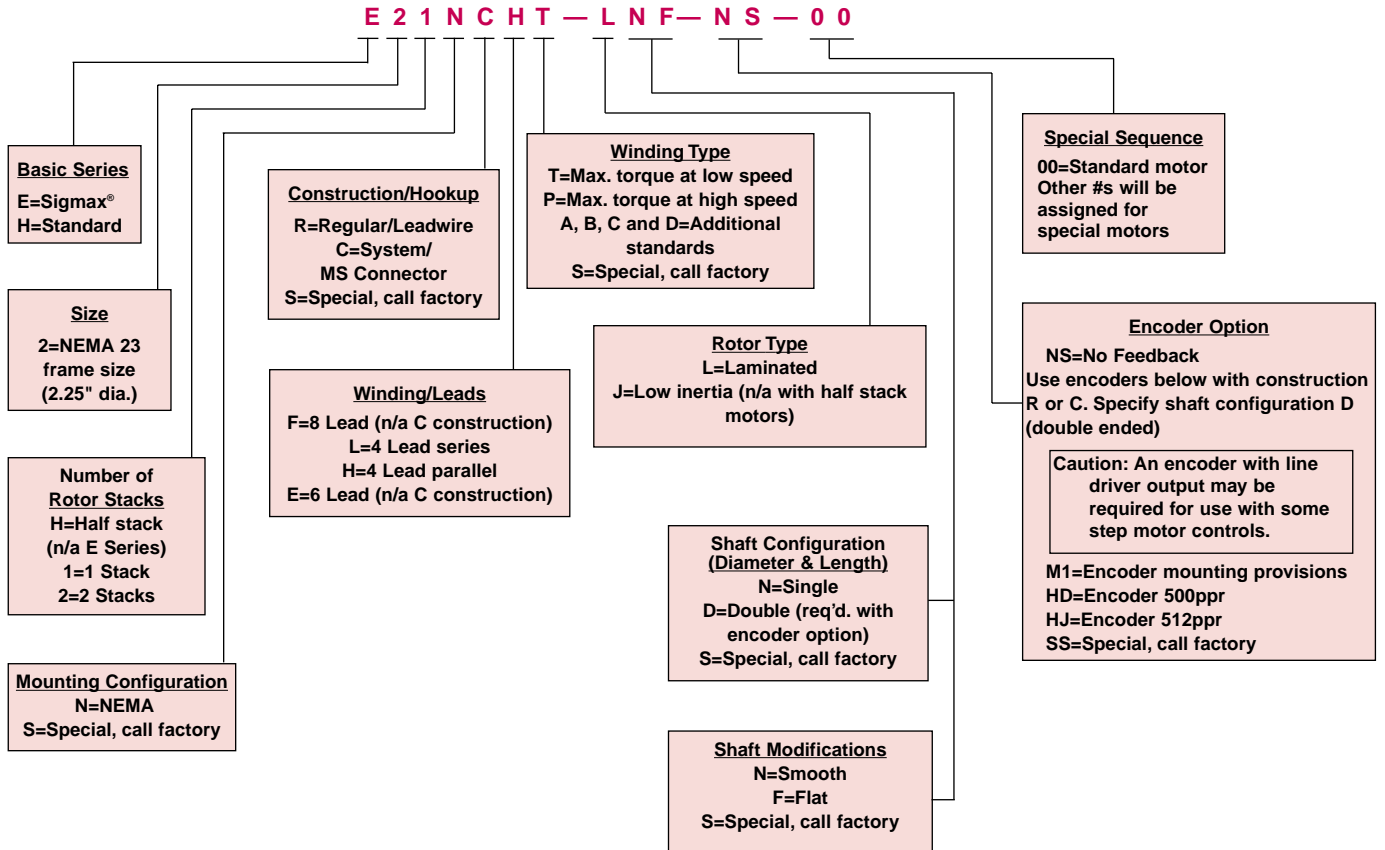 E 2 1 N C H T — L N F — N S — 0 0
Basic Series
E=Sigmax®
H=Standard
Size
2=NEMA 23
frame size
(2.25" dia.)
Number of
Rotor Stacks
H=Half stack
(n/a E Series)
1=1 Stack
2=2 Stacks
Mounting Configuration
N=NEMA
S=Special, call factory
Construction/Hookup
R=Regular/Leadwire
C=System/
MS Connector
S=Special, call factory
Winding/Leads
F=8 Lead (n/a C construction)
L=4 Lead series
H=4 Lead parallel
E=6 Lead (n/a C construction)
Winding Type
T=Max. torque at low speed
P=Max. torque at high speed
A, B, C and D=Additional
standards
S=Special, call factory
Rotor Type
L=Laminated
J=Low inertia (n/a with half stack
motors)
Shaft Configuration
(Diameter & Length)
N=Single
D=Double (req'd. with
encoder option)
S=Special, call factory
Shaft Modifications
N=Smooth
F=Flat
S=Special, call factory
Special Sequence
00=Standard motor
Other #s will be
assigned for
special motors
Encoder Option
NS=No Feedback
Use encoders below with construction
R or C. Specify shaft configuration D
(double ended)
Caution: An encoder with line
driver output may be
required for use with some
step motor controls.
M1=Encoder mounting provisions
HD=Encoder 500ppr
HJ=Encoder 512ppr
SS=Special, call factory